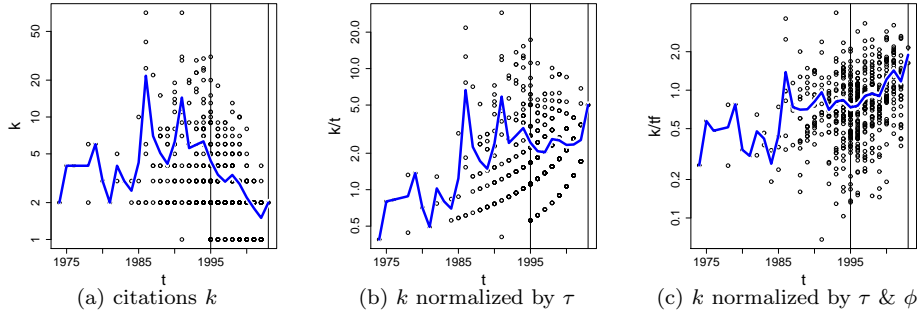 50
20
10
5
2
1
k
1975
1985
1995
t
(a) citations k
20.0
10.0
5.0
2.0
1.0
0.5
k/t
1975
1985
1995
t
(b) k normalized by τ
2.0
1.0
0.5
0.2
0.1
k/tf
1975
1985
1995
t
(c) k normalized by τ & ϕ